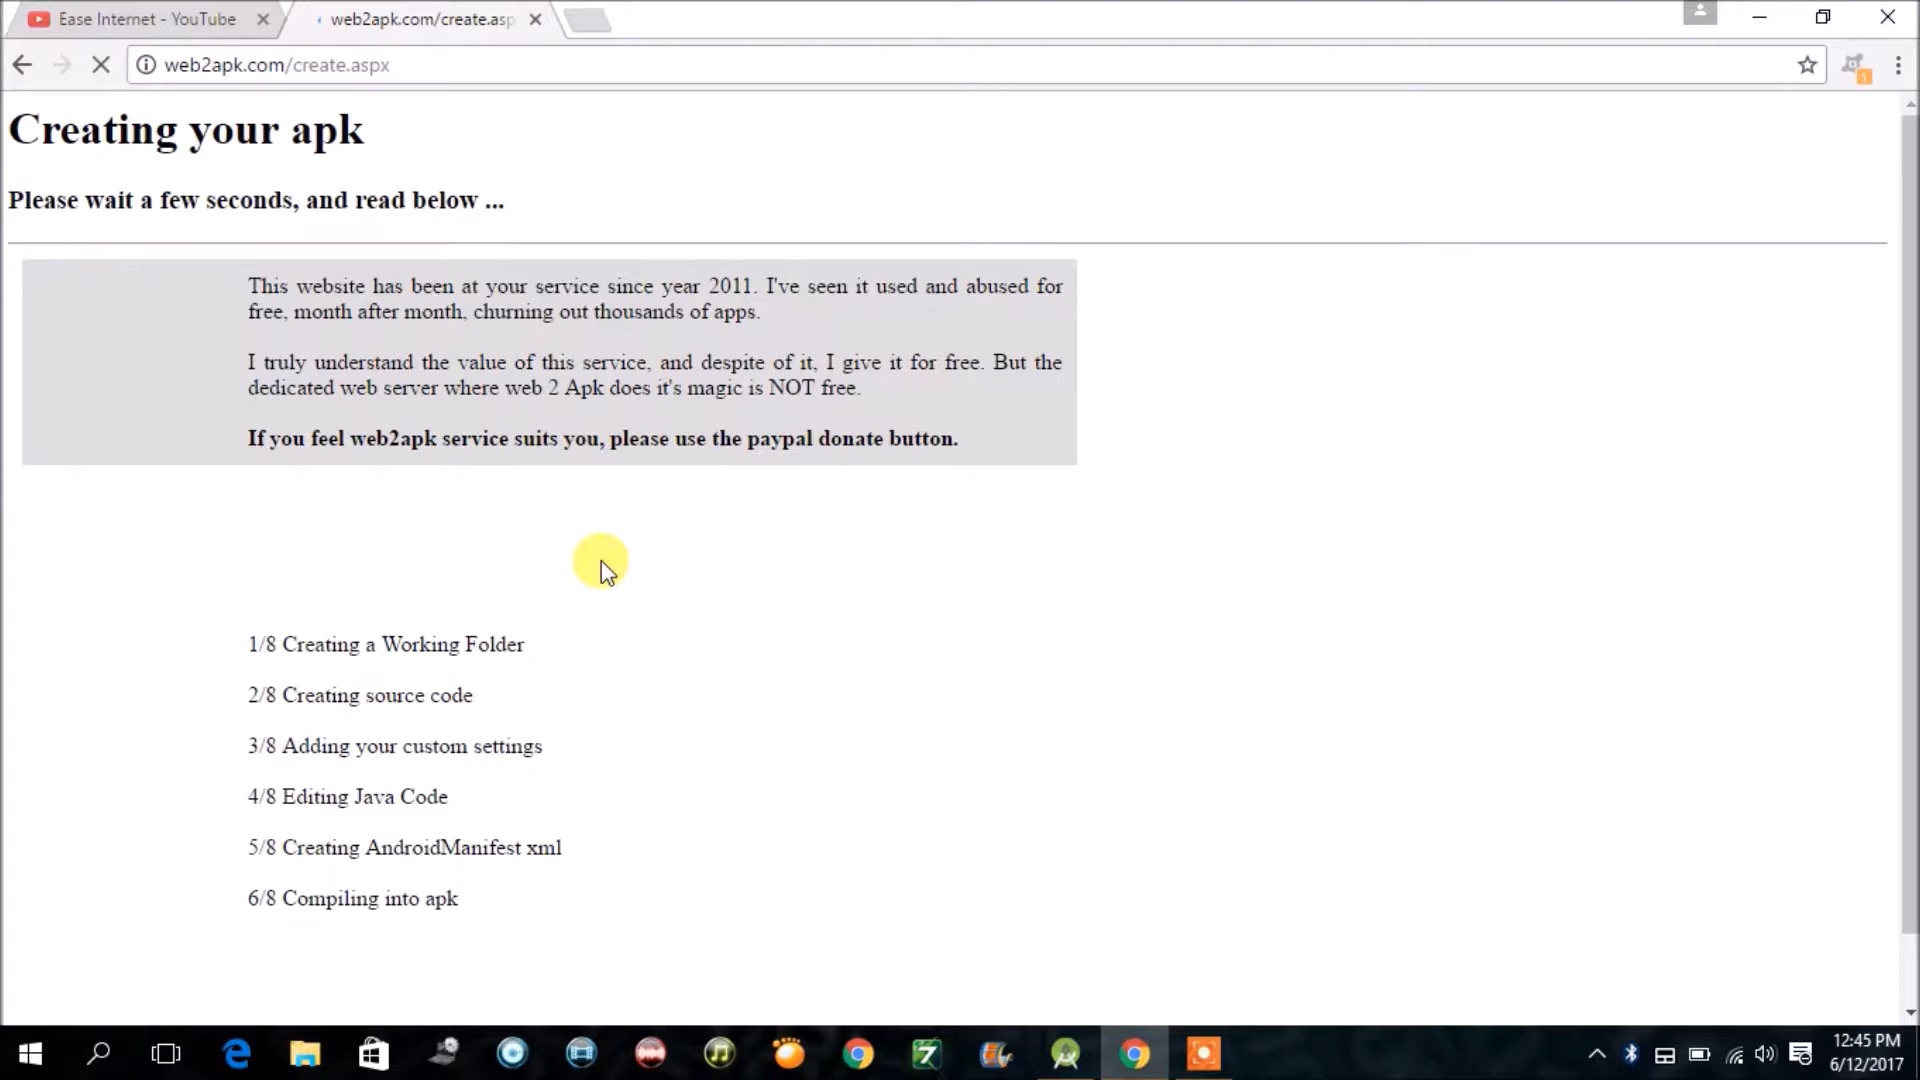 Ease Internet - YouTube
web2apk.com/create.asp
web2apk.com/create.aspx
1
Creating your apk
Please wait a few seconds, and read below ...
This website has been at your service since year 2011. I've seen it used and abused for
free, month after month, churning out thousands of apps.
I truly understand the value of this service, and despite of it, I give it for free. But the
dedicated web server where web 2 Apk does it's magic is NOT free.
If you feel web2apk service suits you, please use the paypal donate button.
1/8 Creating a Working Folder
2/8 Creating source code
3/8 Adding your custom settings
4/8 Editing Java Code
5/8 Creating AndroidManifest xml
6/8 Compiling into apk
12:45 PM
6/12/2017